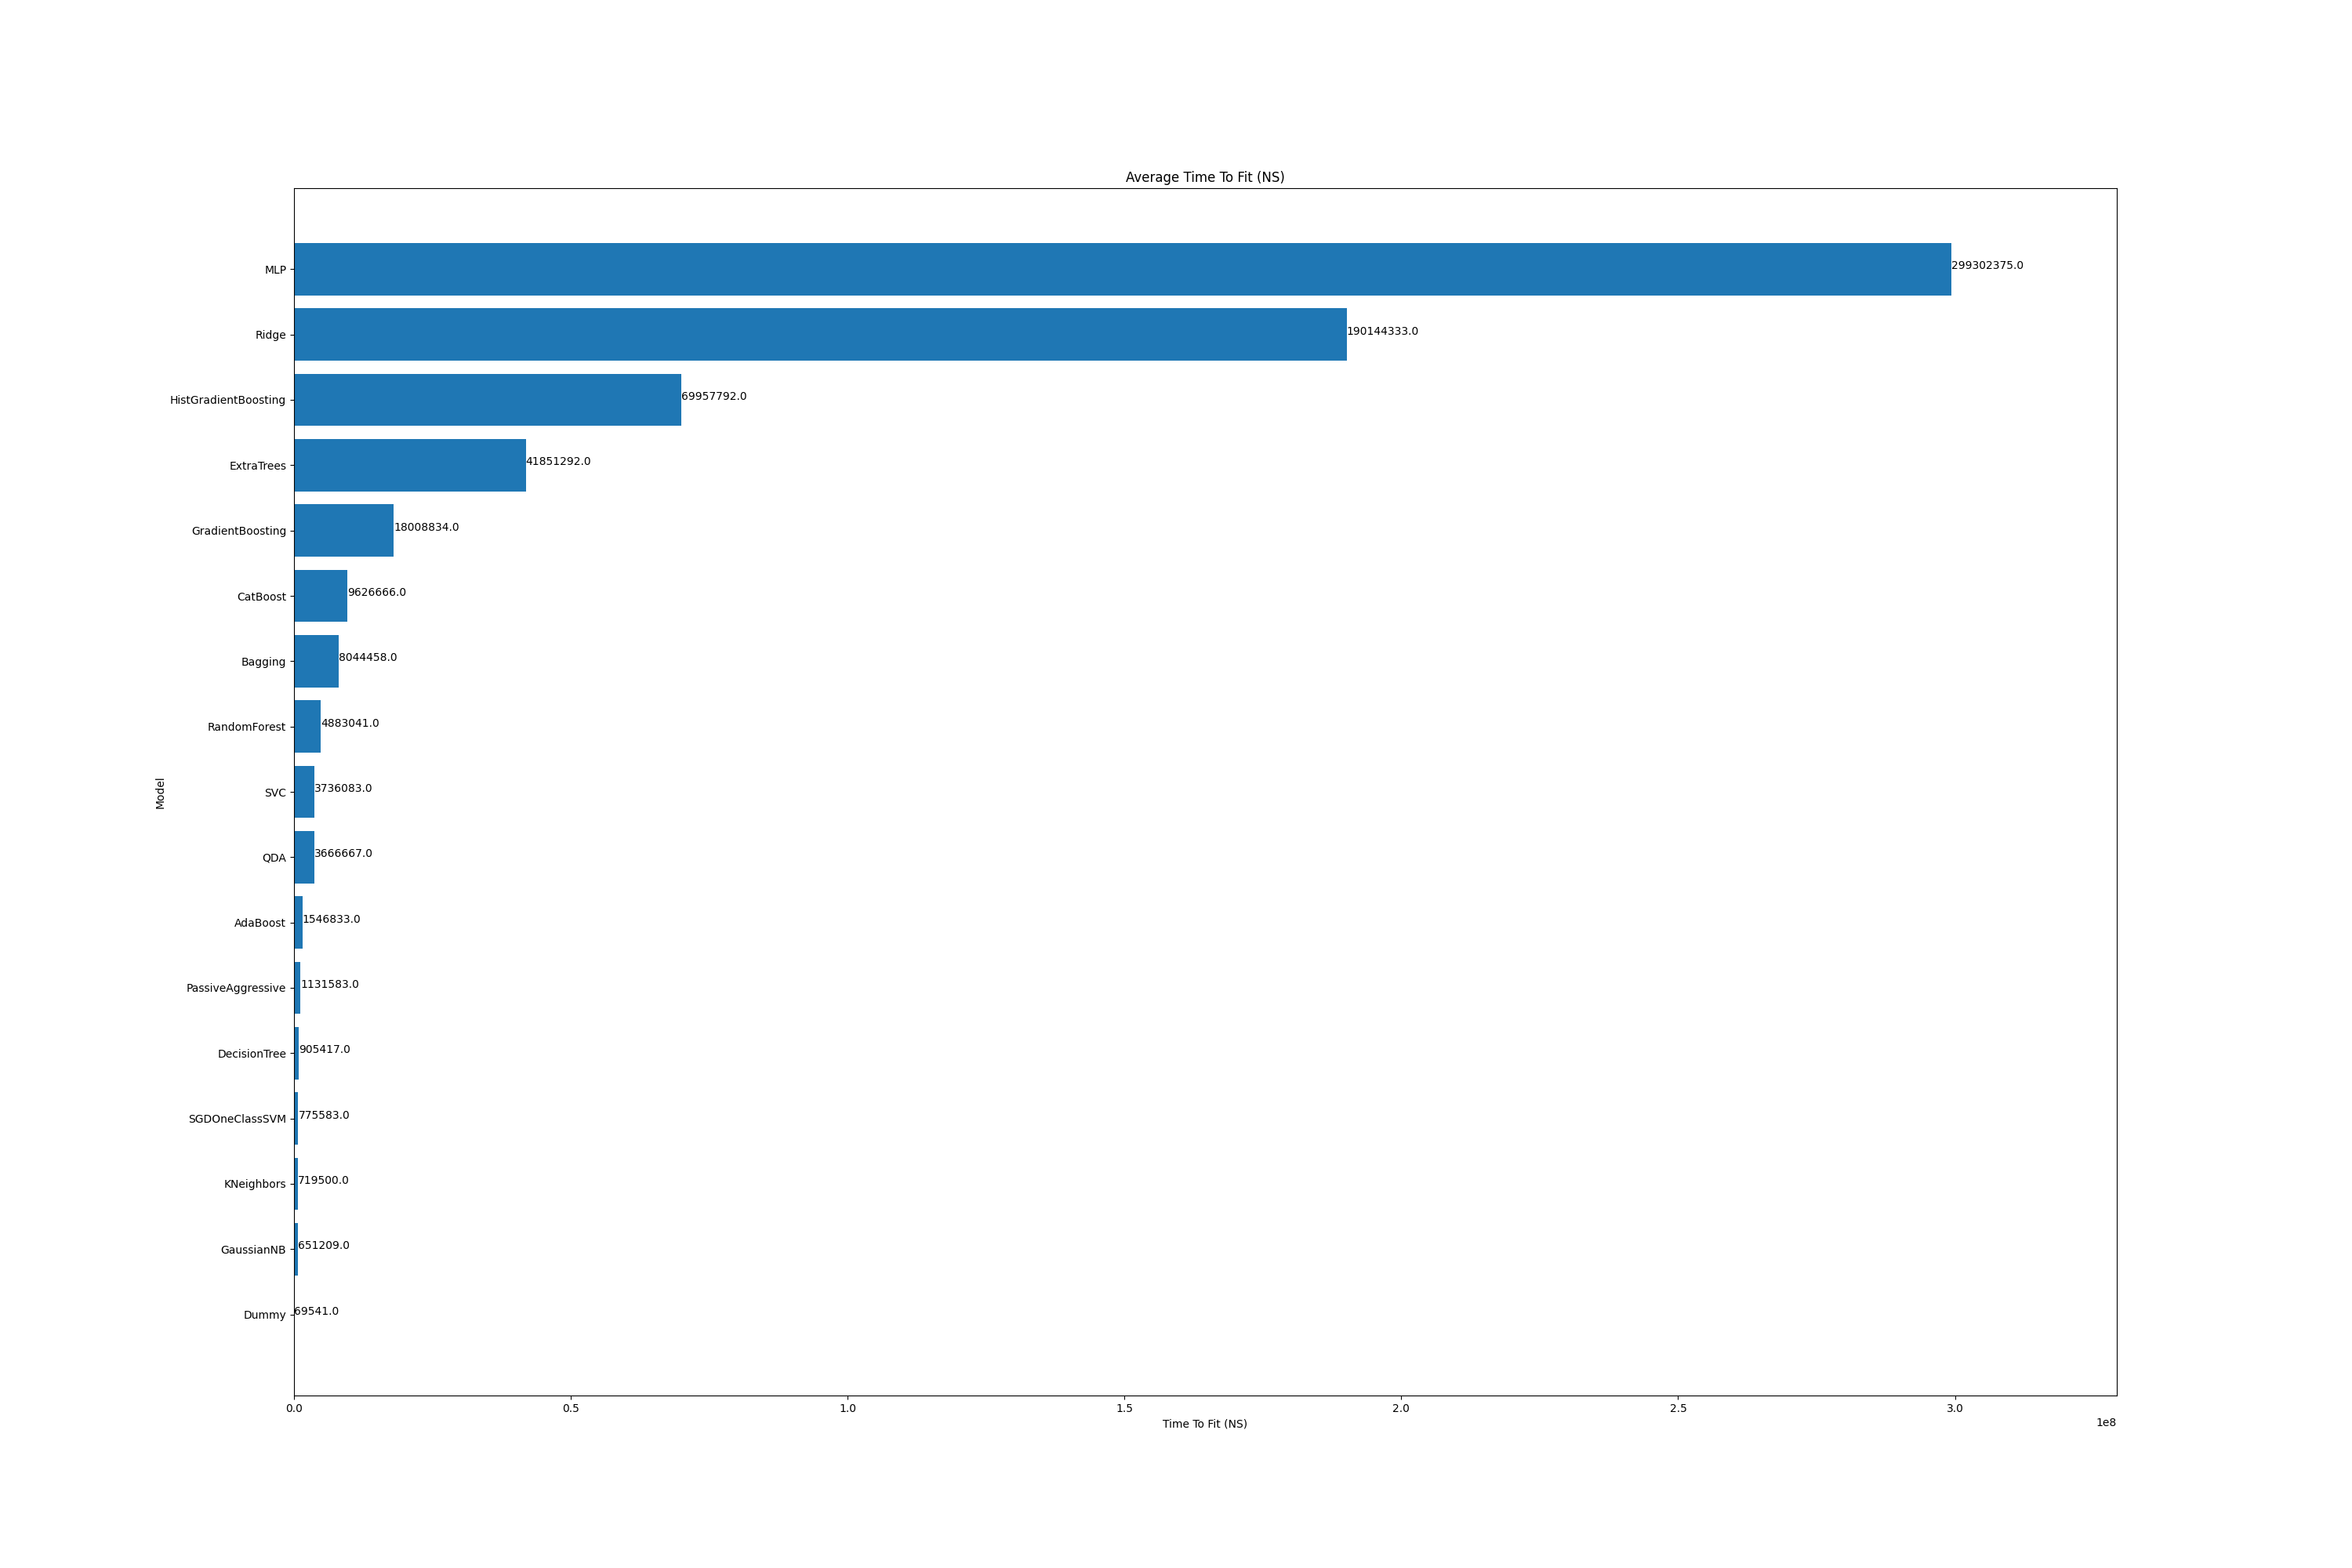 Average Time To Fit (NS)
MLP 299302375.0
Ridge 190144333.0
HistGradientBoosting 69957792.0
ExtraTrees 41851292.0
GradientBoosting 18008834.0
CatBoost 9626666.0
Bagging 8044458.0
RandomForest 4883041.0
SVC 3736083.0
Model
QDA 3666667.0
AdaBoost 1546833.0
PassiveAggressive 1131583.0
DecisionTree 905417.0
SGDOneClassSVM 775583.0
KNeighbors 719500.0
GaussianNB 651209.0
Dummy 69541.0
0.0 0.5 1.0 1.5 2.0 2.5 3.0
1e8
Time To Fit (NS)